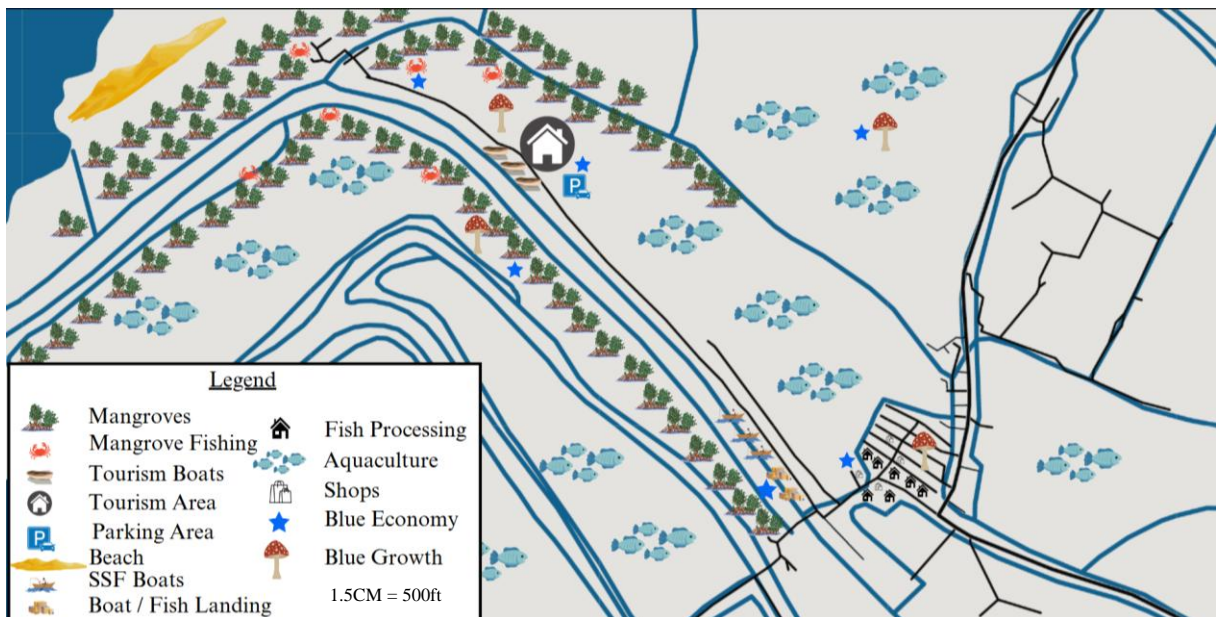 P
Legend
Mangroves
Mangrove Fishing
Tourism Boats
Tourism Area
P
Parking Area
Beach
SSF Boats
Boat / Fish Landing
Fish Processing
Aquaculture
Shops
Blue Economy
Blue Growth
1.5CM = 500ft